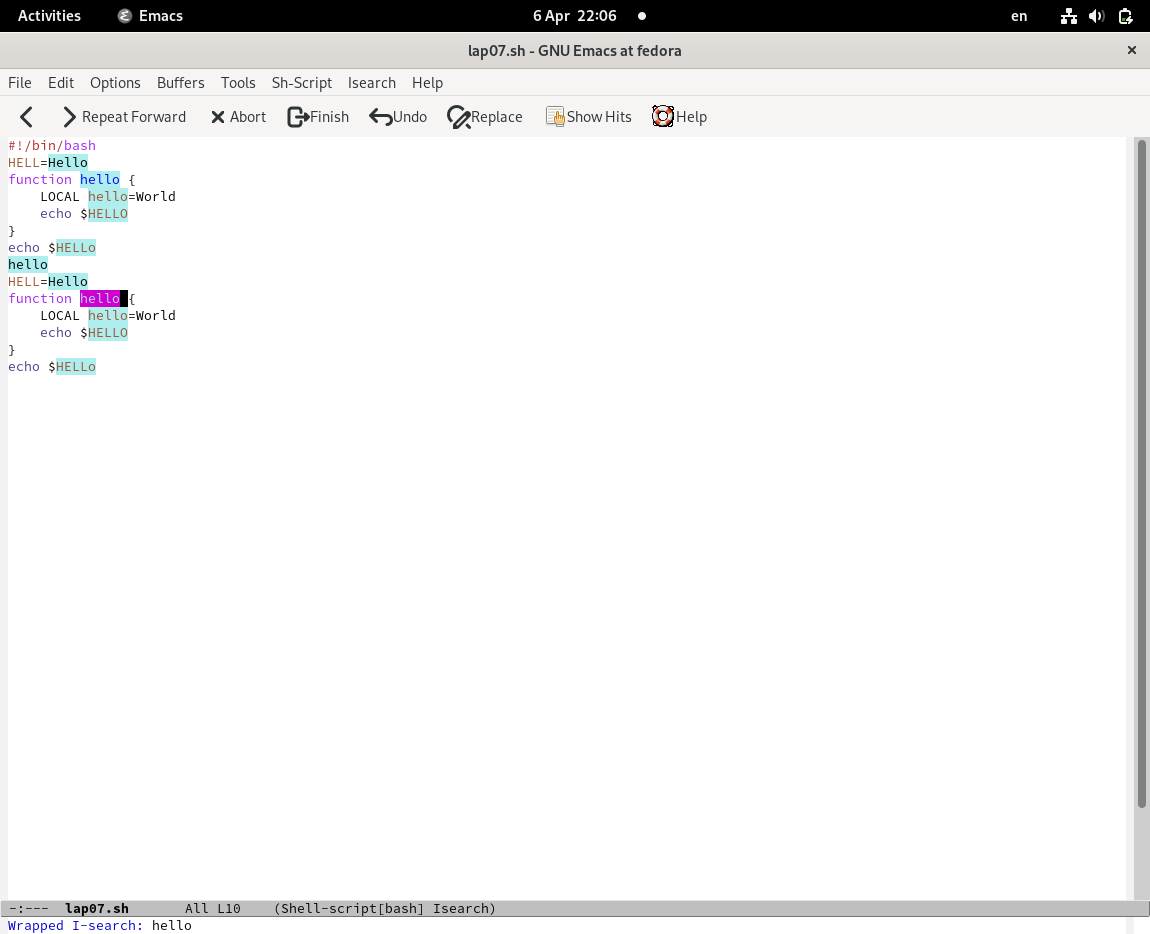 Activities Emacs 6 Apr 22:06 en
lap07.sh - GNU Emacs at fedora
File Edit Options Buffers Tools Sh-Script Isearch Help
Repeat Forward Abort Finish Undo Replace Show Hits Help
#!/bin/bash
HELL=Hello
function hello {
    LOCAL hello=World
    echo $HELLO
}
echo $HELLo
hello
HELL=Hello
function hello {
    LOCAL hello=World
    echo $HELLO
}
echo $HELLo
-:--- lap07.sh All L10 (Shell-script[bash] Isearch)
Wrapped I-search: hello